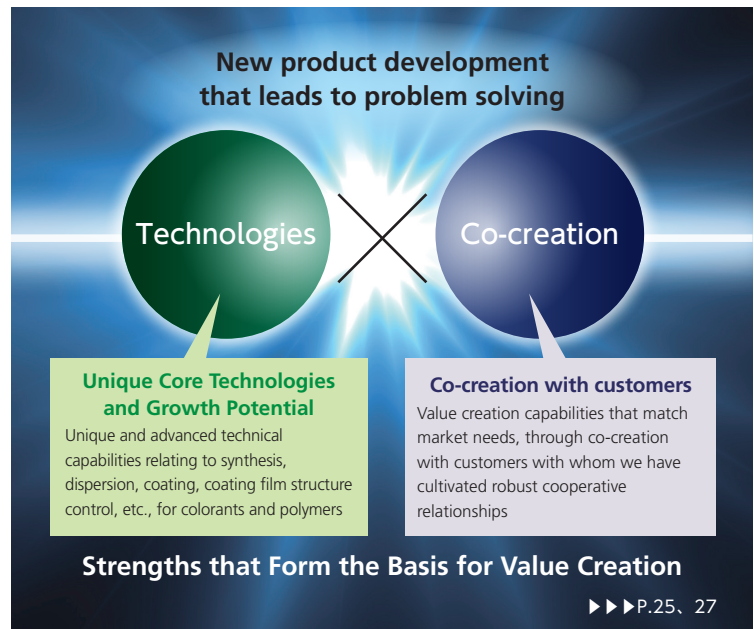 New product development
that leads to problem solving
Technologies
Co-creation
Unique Core Technologies
and Growth Potential
Unique and advanced technical
capabilities relating to synthesis,
dispersion, coating, coating film structure
control, etc., for colorants and polymers
Co-creation with customers
Value creation capabilities that match
market needs, through co-creation
with customers with whom we have
cultivated robust cooperative
relationships
Strengths that Form the Basis for Value Creation
▶▶▶P.25、27